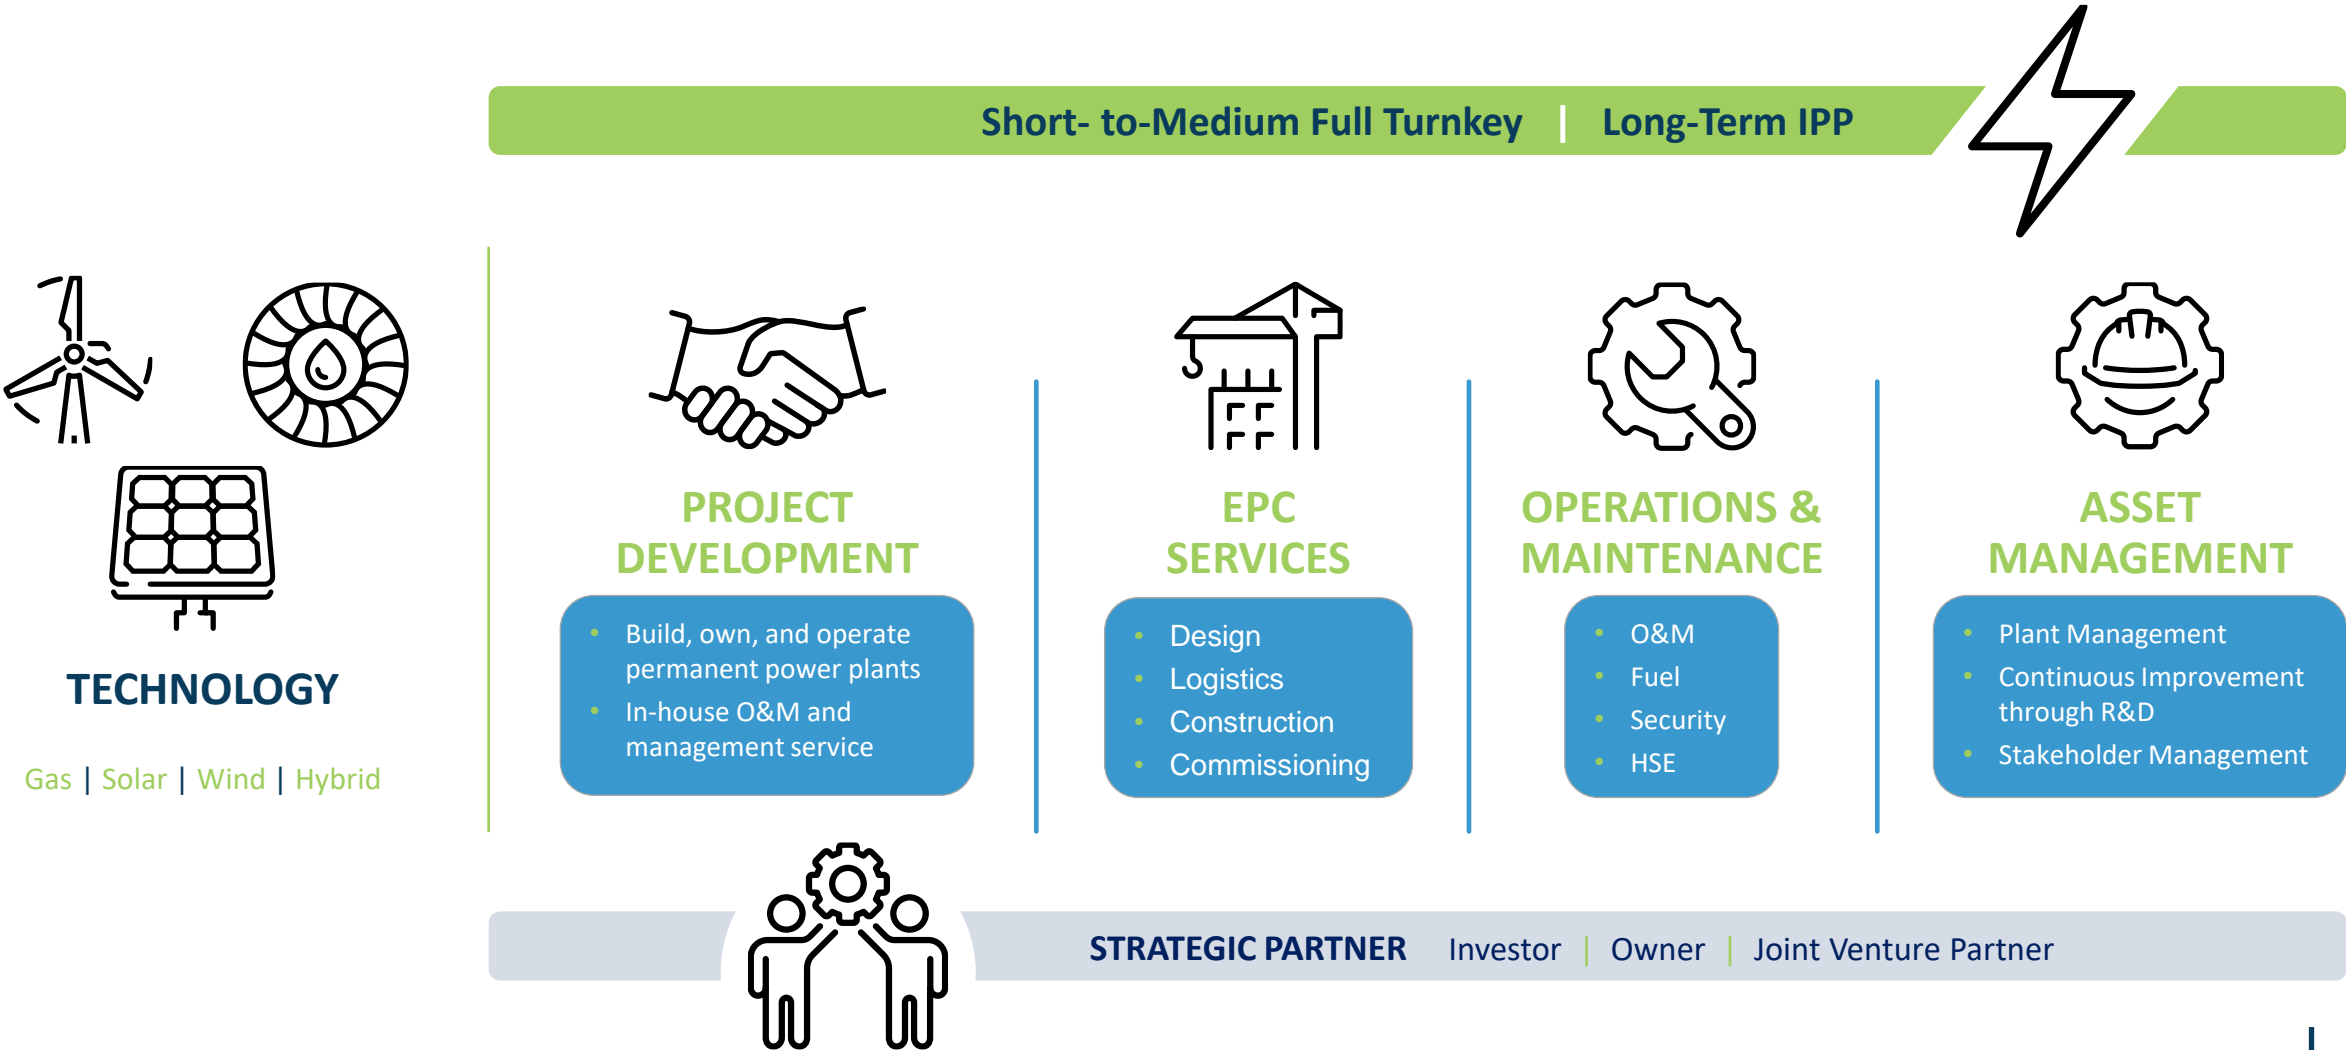 Short- to-Medium Full Turnkey | Long-Term IPP
TECHNOLOGY
Gas | Solar | Wind | Hybrid
PROJECT
DEVELOPMENT
• Build, own, and operate
permanent power plants
• In-house O&M and
management service
EPC
SERVICES
• Design
• Logistics
• Construction
• Commissioning
OPERATIONS &
MAINTENANCE
• O&M
• Fuel
• Security
• HSE
ASSET
MANAGEMENT
• Plant Management
• Continuous Improvement
through R&D
• Stakeholder Management
STRATEGIC PARTNER Investor | Owner | Joint Venture Partner